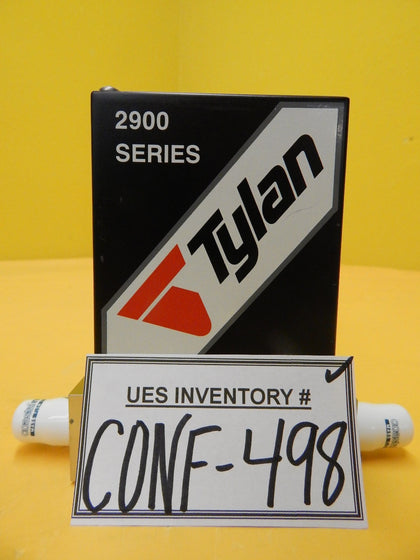 2900
SERIES
Tylan
UES INVENTORY #
CONF-498